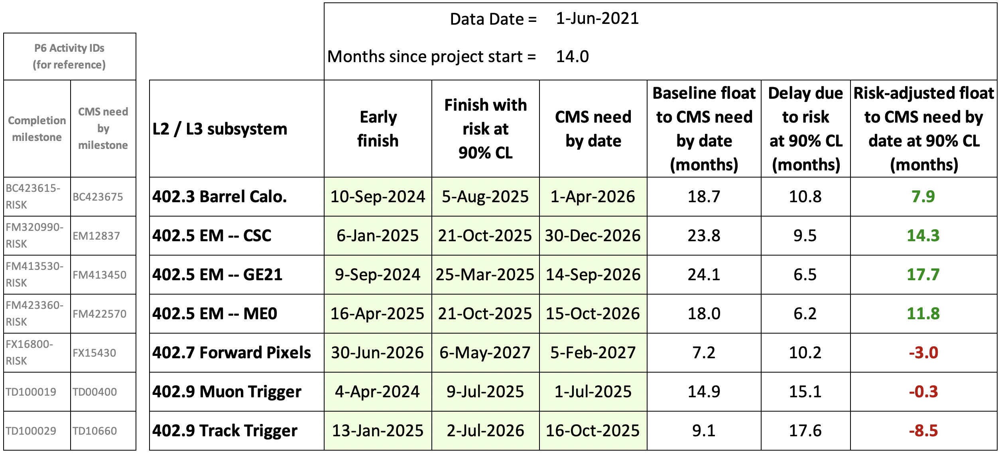 Data Date = 1-Jun-2021
Months since project start = 14.0
P6 Activity IDs
(for reference)
Completion
milestone
CMS need
by
milestone
L2 / L3 subsystem
Early
finish
Finish with
risk at
90% CL
CMS need
by date
Baseline float
to CMS need
by date
(months)
Delay due
to risk
at 90% CL
(months)
Risk-adjusted float
to CMS need by
date at 90% CL
(months)
BC423615-
RISK
BC423675
402.3 Barrel Calo.
10-Sep-2024
5-Aug-2025
1-Apr-2026
18.7
10.8
7.9
FM320990-
RISK
EM12837
402.5 EM -- CSC
6-Jan-2025
21-Oct-2025
30-Dec-2026
23.8
9.5
14.3
FM413530-
RISK
FM413450
402.5 EM -- GE21
9-Sep-2024
25-Mar-2025
14-Sep-2026
24.1
6.5
17.7
FM423360-
RISK
FM422570
402.5 EM -- ME0
16-Apr-2025
21-Oct-2025
15-Oct-2026
18.0
6.2
11.8
FX16800-
RISK
FX15430
402.7 Forward Pixels
30-Jun-2026
6-May-2027
5-Feb-2027
7.2
10.2
-3.0
TD100019
TD00400
402.9 Muon Trigger
4-Apr-2024
9-Jul-2025
1-Jul-2025
14.9
15.1
-0.3
TD100029
TD10660
402.9 Track Trigger
13-Jan-2025
2-Jul-2026
16-Oct-2025
9.1
17.6
-8.5